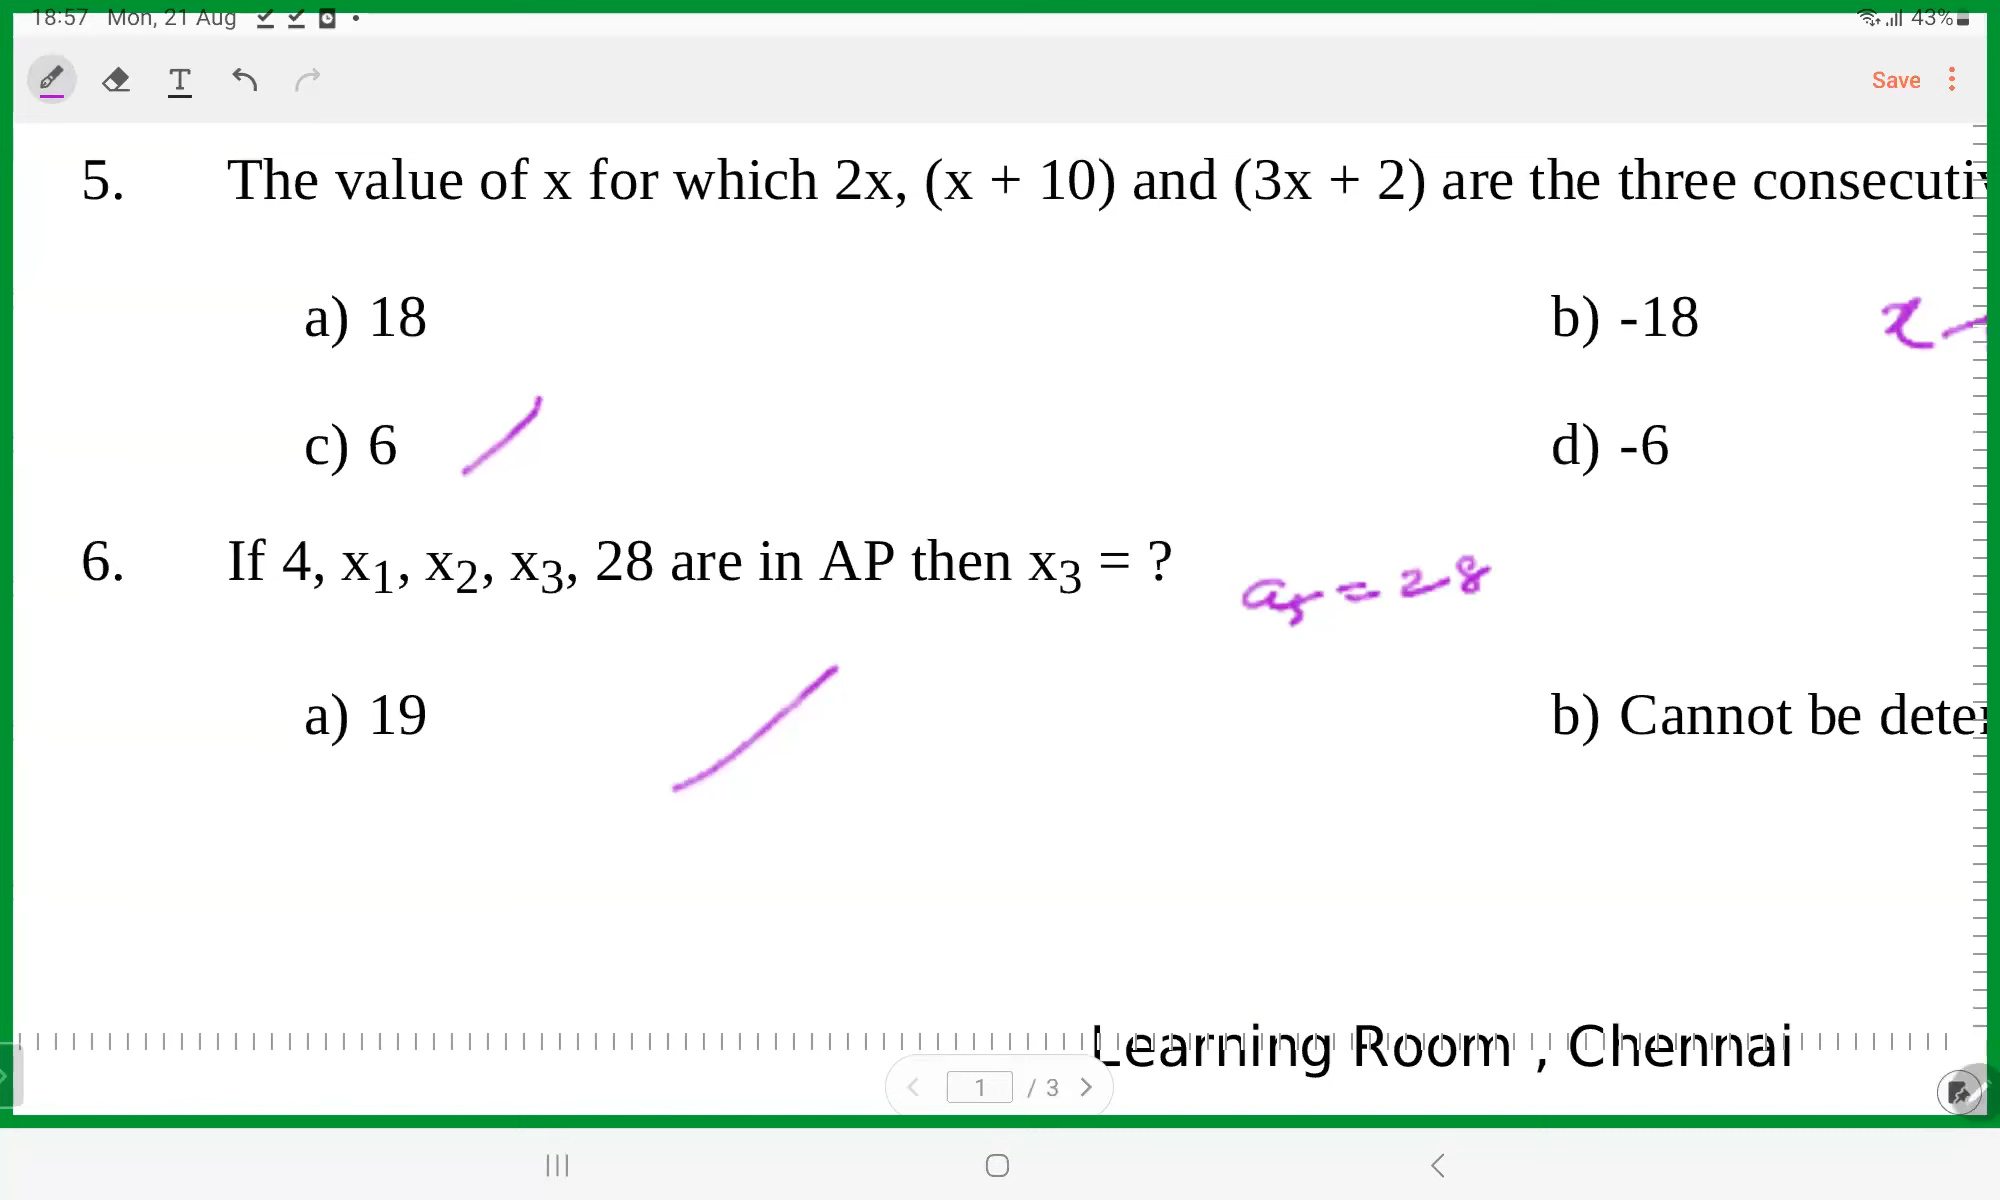 18:57 Mon, 21 Aug
43%
T
Save
5. The value of x for which 2x, (x + 10) and (3x + 2) are the three
a) 18
b) -18
x
c) 6
d) -6
6. If 4, x₁, x₂, x₃, 28 are in AP then x₃ = ?
a₅ = 28
a) 19
b) Cannot be
Learning Room , Chennai
1 / 3